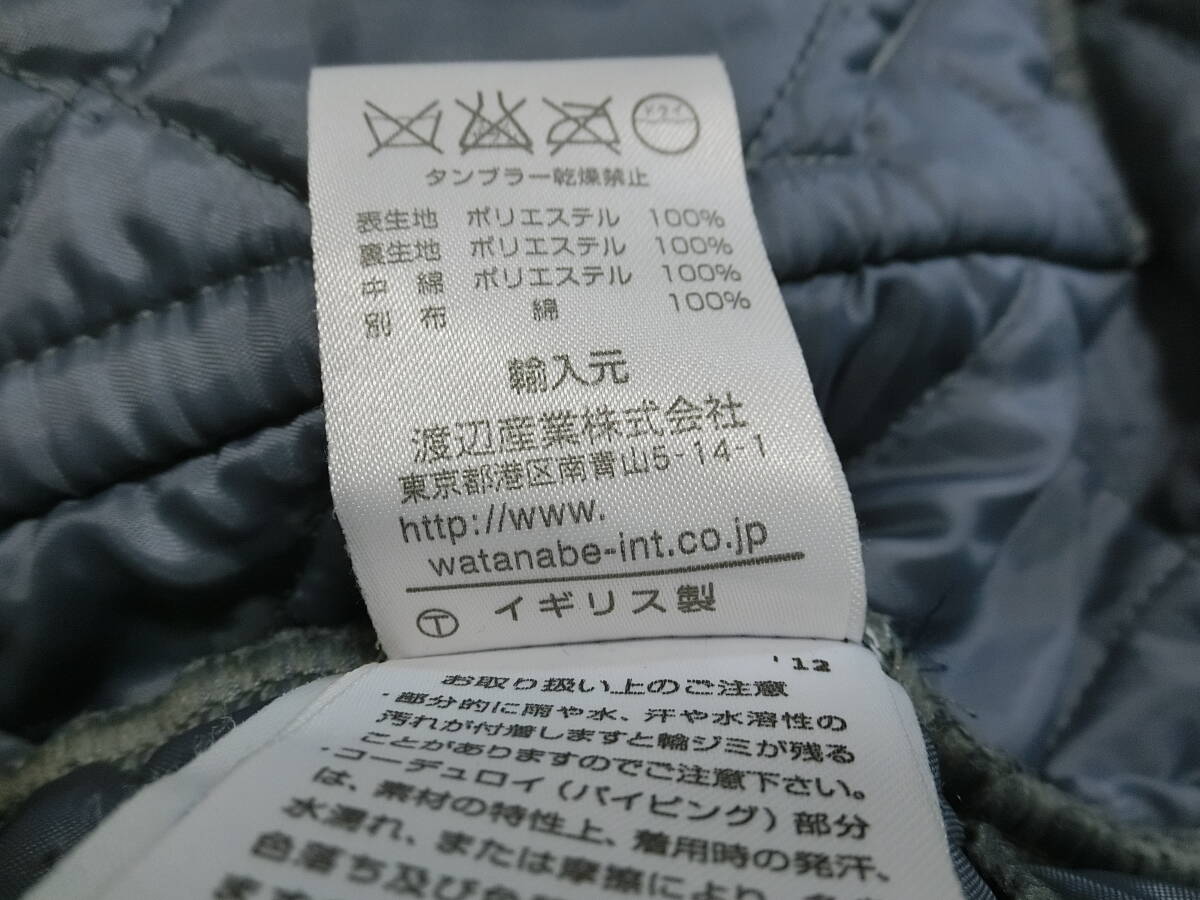 ドライ
タンブラー乾燥禁止
表生地 ポリエステル 100%
裏生地 ポリエステル 100%
中綿 ポリエステル 100%
別布 綿 100%
輸入元
渡辺産業株式会社
東京都港区南青山5-14-1
http://www.
watanabe-int.co.jp
Ⓣ イギリス製
'12
お取り扱い上のご注意
・部分的に雨や水、汗や水溶性の
汚れが付着しますと輪ジミが残る
ことがありますのでご注意下さい。
・コーデュロイ(パイピング)部分
は、素材の特性上、着用時の発汗、
水濡れ、または摩擦により、
色落ち及び色